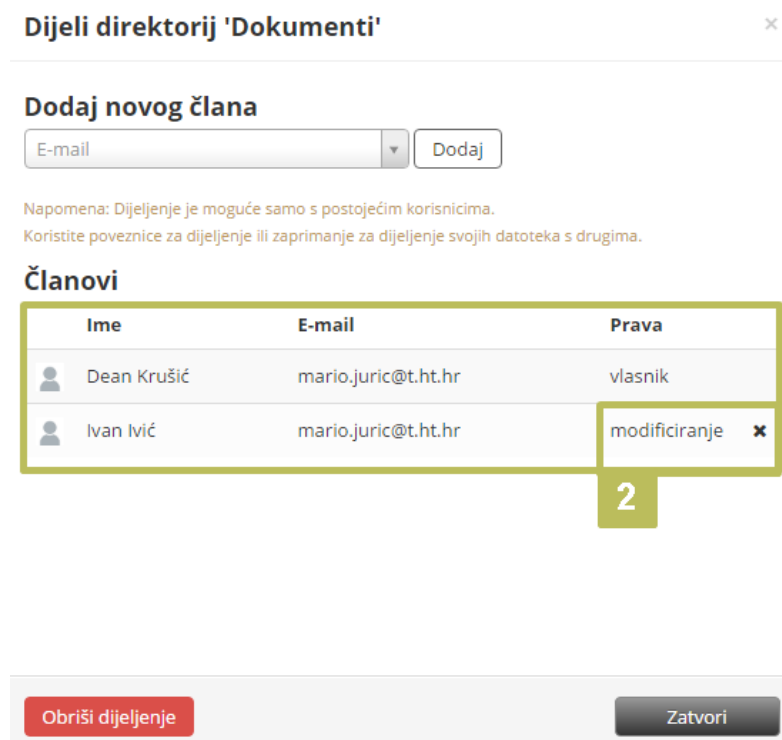 Dijeli direktorij 'Dokumenti' ×
Dodaj novog člana
E-mail Dodaj
Napomena: Dijeljenje je moguće samo s postojećim korisnicima.
Koristite poveznice za dijeljenje ili zaprimanje za dijeljenje svojih datoteka s drugima.
Članovi
Ime E-mail Prava
Dean Krušić mario.juric@t.ht.hr vlasnik
Ivan Ivić mario.juric@t.ht.hr modificiranje ×
2
Obriši dijeljenje Zatvori